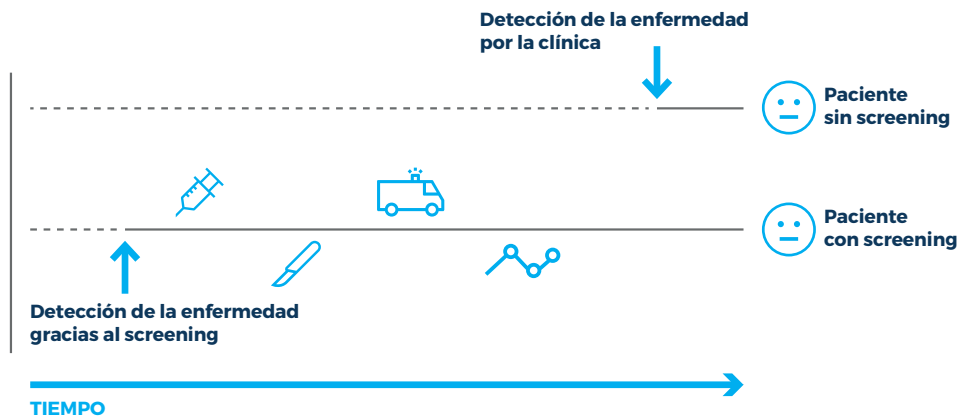 Detección de la enfermedad
por la clínica
Paciente
sin screening
Paciente
con screening
Detección de la enfermedad
gracias al screening
TIEMPO